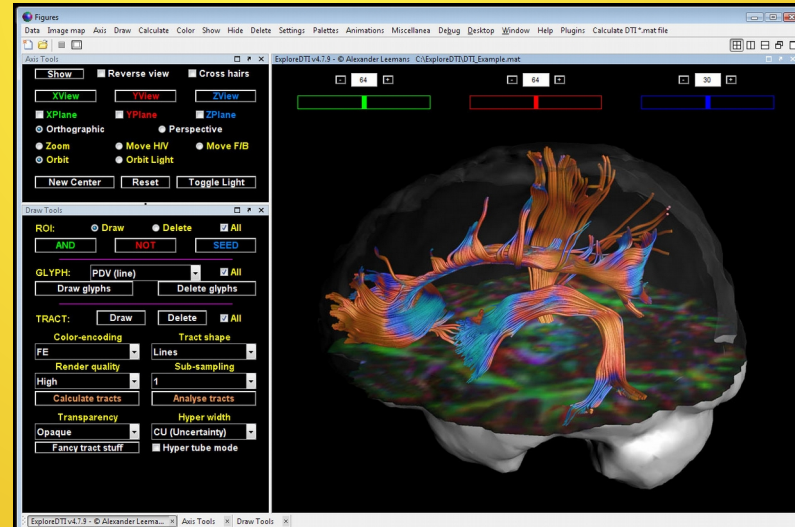 Figures
Data Image map Axis Draw Calculate Color Show Hide Delete Settings Palettes Animations Miscellanea Debug Desktop Window Help Plugins Calculate DTI *.mat file
Axis Tools
Show Reverse view Cross hairs
XView YView ZView
XPlane YPlane ZPlane
Orthographic Perspective
Zoom Move H/V Move F/B
Orbit Orbit Light
New Center Reset Toggle Light
Draw Tools
ROI: Draw Delete All
AND NOT SEED
GLYPH: PDV (line) All
Draw glyphs Delete glyphs
TRACT: Draw Delete All
Color-encoding Tract shape
FE Lines
Render quality Sub-sampling
High 1
Calculate tracts Analyse tracts
Transparency Hyper width
Opaque CU (Uncertainty)
Fancy tract stuff Hyper tube mode
ExploreDTI v4.7.9 - © Alexander Leemans C:\ExploreDTI\DTI_Example.mat
- 64 + - 64 + - 30 +
ExploreDTI v4.7.9 - © Alexander Leema... × Axis Tools × Draw Tools ×